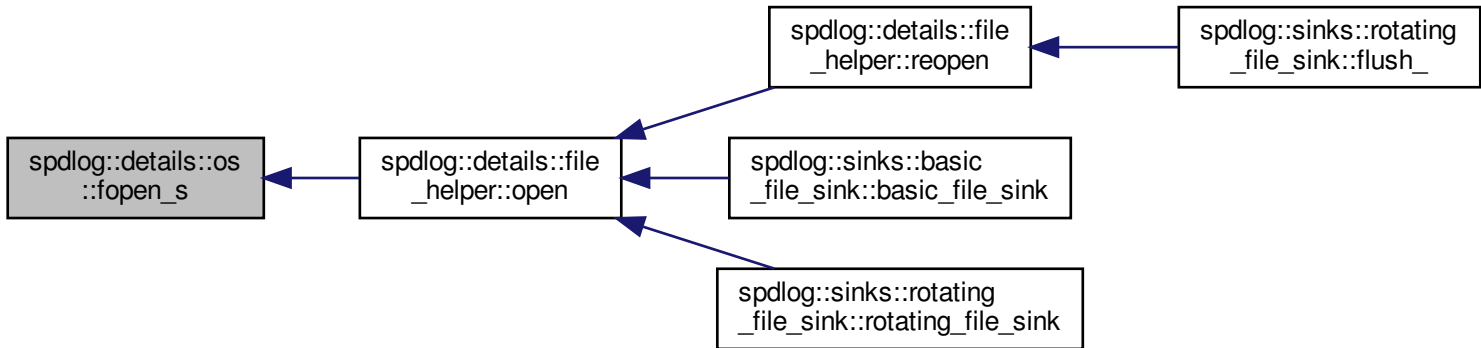 spdlog::details::file
_helper::reopen
spdlog::sinks::rotating
_file_sink::flush_
spdlog::details::os
::fopen_s
spdlog::details::file
_helper::open
spdlog::sinks::basic
_file_sink::basic_file_sink
spdlog::sinks::rotating
_file_sink::rotating_file_sink